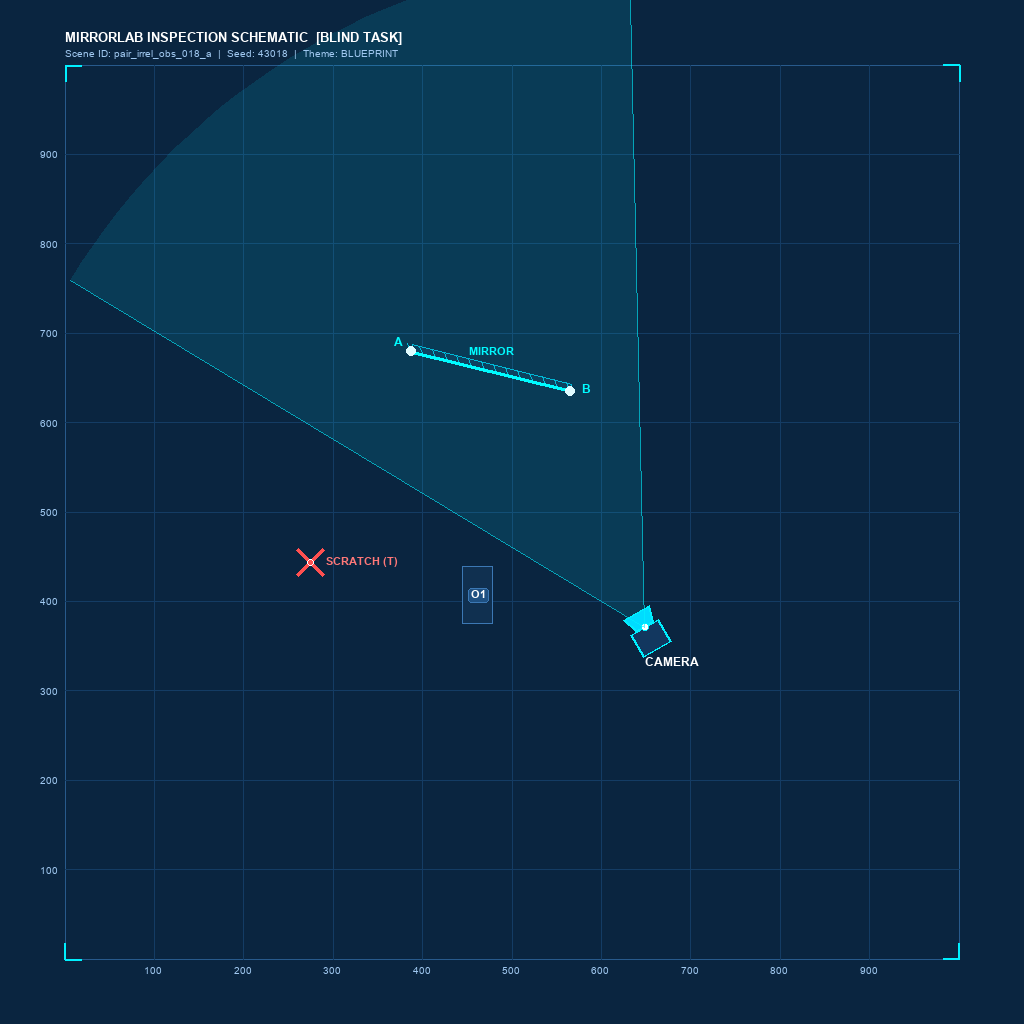 MIRRORLAB INSPECTION SCHEMATIC [BLIND TASK]
Scene ID: pair_irrel_obs_018_a | Seed: 43018 | Theme: BLUEPRINT
900
800
700
600
500
400
300
200
100
A
MIRROR
B
SCRATCH (T)
O1
CAMERA
100 200 300 400 500 600 700 800 900